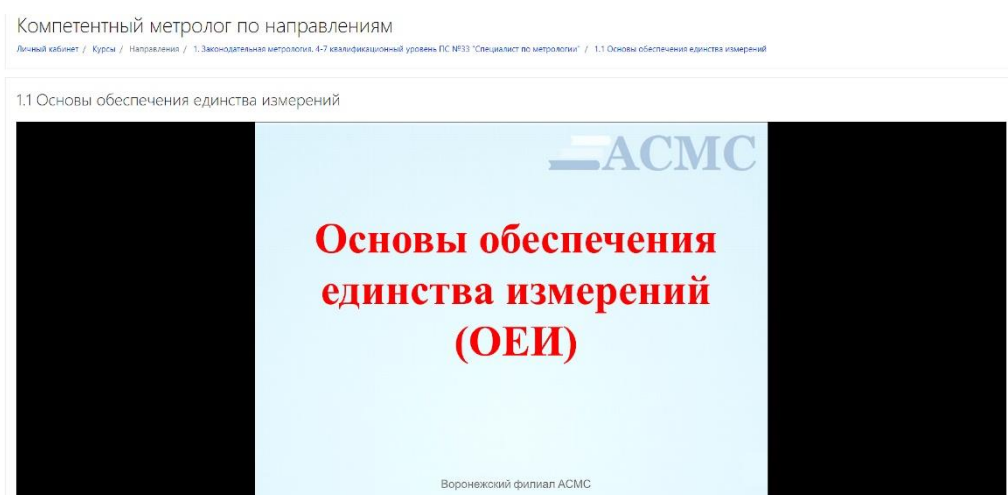 Компетентный метролог по направлениям
Личный кабинет / Курсы / Направления / 1. Законодательная метрология. 4-7 квалификационный уровень ПС №33 "Специалист по метрологии" / 1.1 Основы обеспечения единства измерений
1.1 Основы обеспечения единства измерений
АСМС
Основы обеспечения
единства измерений
(ОЕИ)
Воронежский филиал АСМС